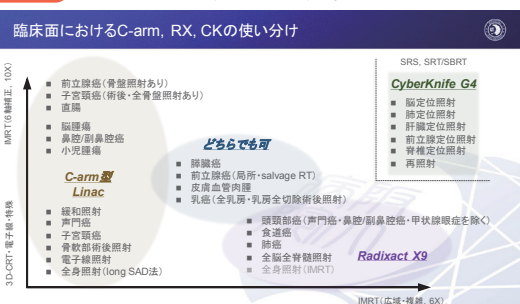 臨床面におけるC-arm, RX, CKの使い分け
IMRT(6軸補正, 10X)
3D-CRT・電子線・特殊
■ 前立腺癌(骨盤照射あり)
■ 子宮頸癌(術後・全骨盤照射あり)
■ 直腸
■ 脳腫瘍
■ 鼻腔/副鼻腔癌
■ 小児腫瘍
C-arm型
Linac
■ 緩和照射
■ 声門癌
■ 子宮頸癌
■ 骨軟部術後照射
■ 電子線照射
■ 全身照射(long SAD法)
どちらでも可
■ 膵臓癌
■ 前立腺癌(局所・salvage RT)
■ 皮膚血管肉腫
■ 乳癌(全乳房・乳房全切除術後照射)
■ 頭頸部癌(声門癌・鼻腔/副鼻腔癌・甲状眼症を除く)
■ 食道癌
■ 肺癌
■ 全脳全脊髄照射
■ 全身照射(IMRT)
Radixact X9
SRS, SRT/SBRT
CyberKnife G4
■ 脳定位照射
■ 肺定位照射
■ 肝臓定位照射
■ 前立腺定位照射
■ 脊椎定位照射
■ 再照射
IMRT(広域・複雑, 6X)